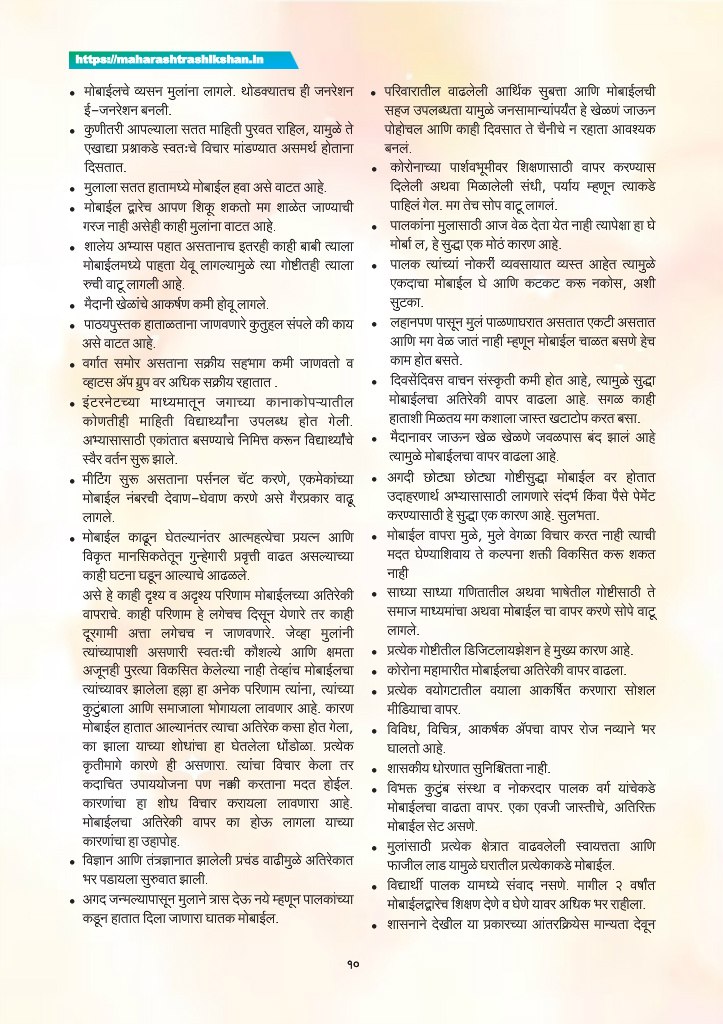 https://maharashtrashikshan.in
• मोबाईलचे व्यसन मुलांना लागले. थोडक्यातच ही जनरेशन
ई–जनरेशन बनली.
• कुणीतरी आपल्याला सतत माहिती पुरवत राहिल, यामुळे ते
एखाद्या प्रश्नाकडे स्वतःचे विचार मांडण्यात असमर्थ होताना
दिसतात.
• मुलाला सतत हातामध्ये मोबाईल हवा असे वाटत आहे.
• मोबाईल द्वारेच आपण शिकू शकतो मग शाळेत जाण्याची
गरज नाही असेही काही मुलांना वाटत आहे.
• शालेय अभ्यास पहात असतानाच इतरही काही बाबी त्याला
मोबाईलमध्ये पाहता येवू लागल्यामुळे त्या गोष्टीतही त्याला
रुची वाटू लागली आहे.
• मैदानी खेळांचे आकर्षण कमी होवू लागले.
• पाठयपुस्तक हाताळताना जाणवणारे कुतुहल संपले की काय
असे वाटत आहे.
• वर्गात समोर असताना सक्रीय सहभाग कमी जाणवतो व
व्हाटस ॲप ग्रुप वर अधिक सक्रीय रहातात .
• इंटरनेटच्या माध्यमातून जगाच्या कानाकोपऱ्यातील
कोणतीही माहिती विद्यार्थ्यांना उपलब्ध होत गेली.
अभ्यासासाठी एकांतात बसण्याचे निमित्त करून विद्यार्थ्यांचे
स्वैर वर्तन सुरू झाले.
• मीटिंग सुरू असताना पर्सनल चॅट करणे, एकमेकांच्या
मोबाईल नंबरची देवाण–घेवाण करणे असे गैरप्रकार वाढू
लागले.
• मोबाईल काढून घेतल्यानंतर आत्महत्येचा प्रयत्न आणि
विकृत मानसिकतेतून गुन्हेगारी प्रवृत्ती वाढत असल्याच्या
काही घटना घडून आल्याचे आढळले.
असे हे काही दृश्य व अदृश्य परिणाम मोबाईलच्या अतिरेकी
वापराचे. काही परिणाम हे लगेचच दिसून येणारे तर काही
दूरगामी अत्ता लगेचच न जाणवणारे. जेव्हा मुलांनी
त्यांच्यापाशी असणारी स्वतःची कौशल्ये आणि क्षमता
अजूनही पुरत्या विकसित केलेल्या नाही तेव्हांच मोबाईलचा
त्यांच्यावर झालेला हल्ला हा अनेक परिणाम त्यांना, त्यांच्या
कुटुंबाला आणि समाजाला भोगायला लावणार आहे. कारण
मोबाईल हातात आल्यानंतर त्याचा अतिरेक कसा होत गेला,
का झाला याच्या शोधांचा हा घेतलेला धोंडोळा. प्रत्येक
कृतीमागे कारणे ही असणारा. त्यांचा विचार केला तर
कदाचित उपाययोजना पण नक्की करताना मदत होईल.
कारणांचा हा शोध विचार करायला लावणारा आहे.
मोबाईलचा अतिरेकी वापर का होऊ लागला याच्या
कारणांचा हा उहापोह.
• विज्ञान आणि तंत्रज्ञानात झालेली प्रचंड वाढीमुळे अतिरेकात
भर पडायला सुरुवात झाली.
• अगद जन्मल्यापासून मुलाने त्रास देऊ नये म्हणून पालकांच्या
कडून हातात दिला जाणारा घातक मोबाईल.
• परिवारातील वाढलेली आर्थिक सुबत्ता आणि मोबाईलची
सहज उपलब्धता यामुळे जनसामान्यांपर्यंत हे खेळणं जाऊन
पोहोचल आणि काही दिवसात ते चैनीचे न रहाता आवश्यक
बनलं.
• कोरोनाच्या पार्शवभूमीवर शिक्षणासाठी वापर करण्यास
दिलेली अथवा मिळालेली संधी, पर्याय म्हणून त्याकडे
पाहिलं गेल. मग तेच सोप वाटू लागलं.
• पालकांना मुलासाठी आज वेळ देता येत नाही त्यापेक्षा हा घे
मोर्बा ल, हे सुद्धा एक मोठं कारण आहे.
• पालक त्यांच्यां नोकरीं व्यवसायात व्यस्त आहेत त्यामुळे
एकदाचा मोबाईल घे आणि कटकट करू नकोस, अशी
सुटका.
• लहानपण पासून मुलं पाळणाघरात असतात एकटी असतात
आणि मग वेळ जातं नाही म्हणून मोबाईल चाळत बसणे हेच
काम होत बसते.
• दिवसेंदिवस वाचन संस्कृती कमी होत आहे, त्यामुळे सुद्धा
मोबाईलचा अतिरेकी वापर वाढला आहे. सगळ काही
हाताशी मिळतय मग कशाला जास्त खटाटोप करत बसा.
• मैदानावर जाऊन खेळ खेळणे जवळपास बंद झालं आहे
त्यामुळे मोबाईलचा वापर वाढला आहे.
• अगदी छोट्या छोट्या गोष्टीसुद्धा मोबाईल वर होतात
उदाहरणार्थ अभ्यासासाठी लागणारे संदर्भ किंवा पैसे पेमेंट
करण्यासाठी हे सुद्धा एक कारण आहे. सुलभता.
• मोबाईल वापरा मुळे, मुले वेगळा विचार करत नाही त्याची
मदत घेण्याशिवाय ते कल्पना शक्ती विकसित करू शकत
नाही
• साध्या साध्या गणितातील अथवा भाषेतील गोष्टीसाठी ते
समाज माध्यमांचा अथवा मोबाईल चा वापर करणे सोपे वाटू
लागले.
• प्रत्येक गोष्टीतील डिजिटलायझेशन हे मुख्य कारण आहे.
• कोरोना महामारीत मोबाईलचा अतिरेकी वापर वाढला.
• प्रत्येक वयोगटातील वयाला आकर्षित करणारा सोशल
मीडियाचा वापर.
• विविध, विचित्र, आकर्षक ॲपचा वापर रोज नव्याने भर
घालतो आहे.
• शासकीय धोरणात सुनिश्चितता नाही.
• विभक्त कुटुंब संस्था व नोकरदार पालक वर्ग यांचेकडे
मोबाईलचा वाढता वापर. एका एवजी जास्तीचे, अतिरिक्त
मोबाईल सेट असणे.
• मुलांसाठी प्रत्येक क्षेत्रात वाढवलेली स्वायत्तता आणि
फाजील लाड यामुळे घरातील प्रत्येकाकडे मोबाईल.
• विद्यार्थी पालक यामध्ये संवाद नसणे. मागील २ वर्षांत
मोबाईलद्वारेच शिक्षण देणे व घेणे यावर अधिक भर राहीला.
• शासनाने देखील या प्रकारच्या आंतरक्रियेस मान्यता देवून
१०